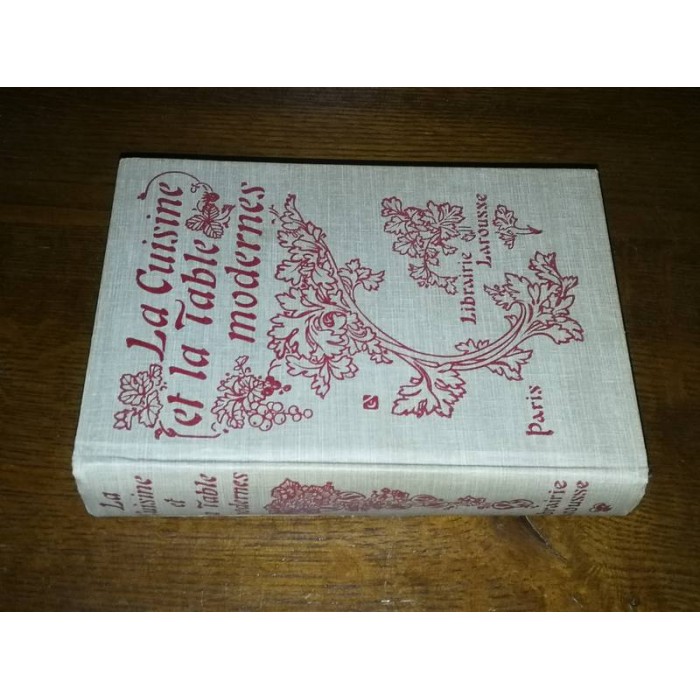 La Cuisine
et la Table
modernes
Librairie
Larousse
Paris
La
Cuisine
et
la Table
modernes
Librairie
Larousse